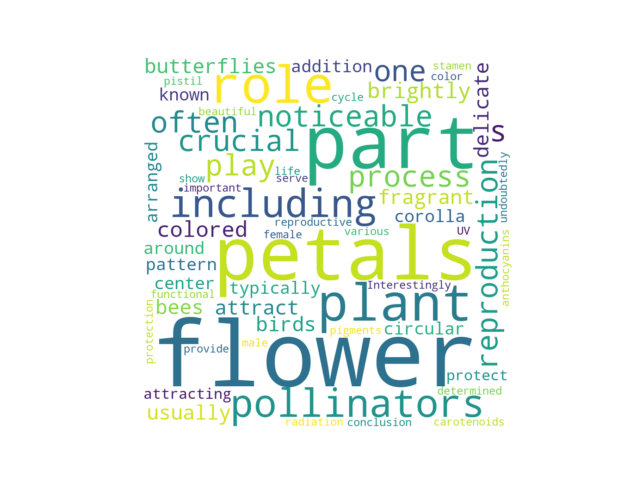 butterflies addition one stamen
pistil role color
known cycle brightly delicate
beautiful
often noticeable
crucial part s
arranged play life process undoubtedly
show serve
important fragrant
including reproduction
reproductive corolla
colored female various UV
around petals
pattern anthocyanins
center typically Interestingly
functional plant
bees attract
birds pigments circular
protection flower
provide male protect
attracting determined
usually pollinators
radiation conclusion carotenoids